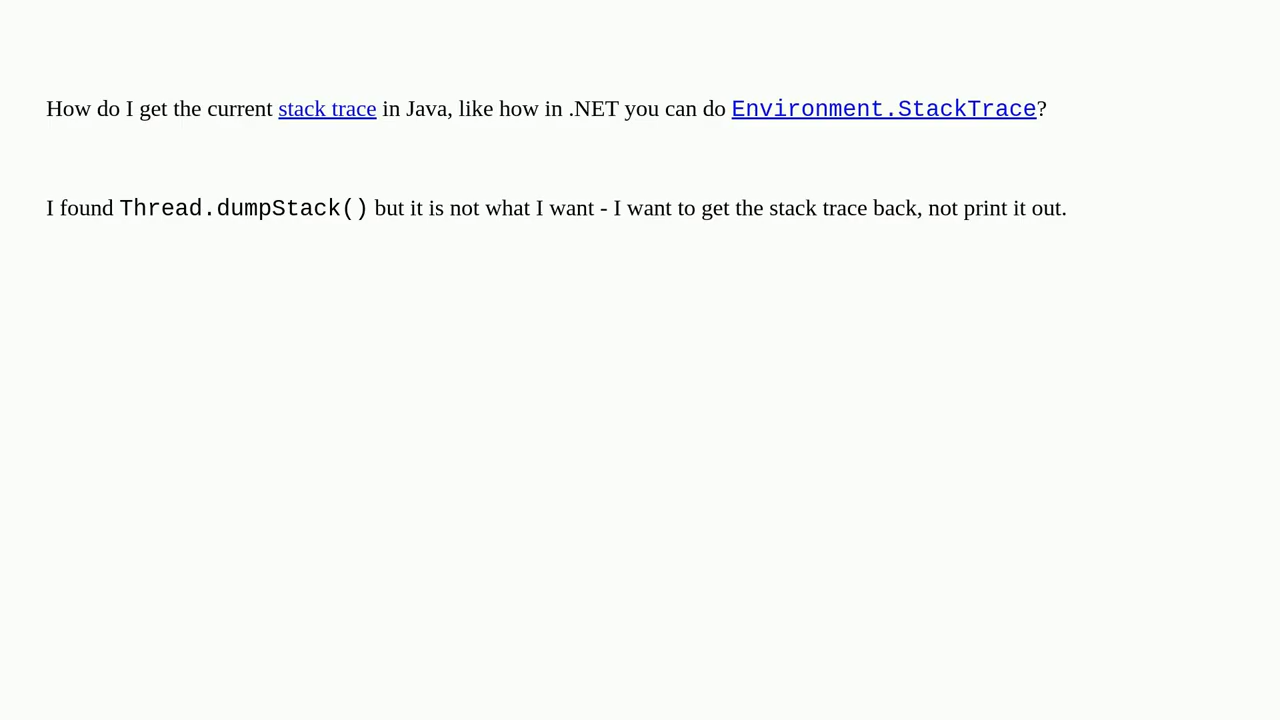 How do I get the current stack trace in Java, like how in .NET you can do Environment.StackTrace?
I found Thread.dumpStack() but it is not what I want - I want to get the stack trace back, not print it out.